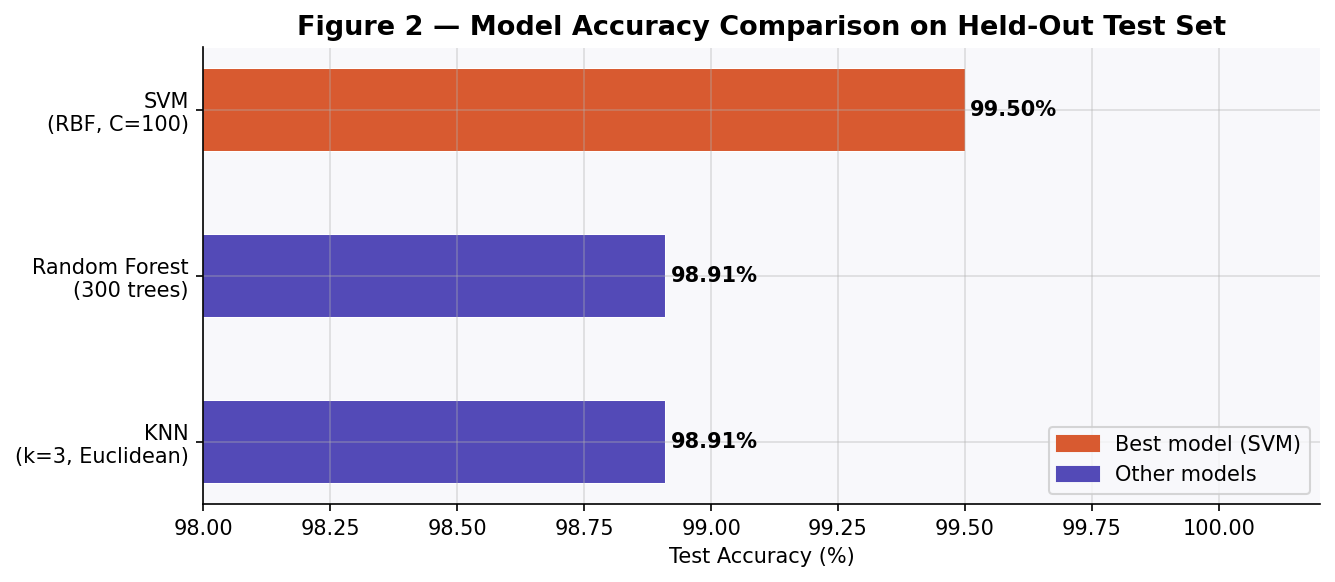 Figure 2 — Model Accuracy Comparison on Held-Out Test Set
SVM
(RBF, C=100)
99.50%
Random Forest
(300 trees)
98.91%
KNN
(k=3, Euclidean)
98.91%
Best model (SVM)
Other models
98.00 98.25 98.50 98.75 99.00 99.25 99.50 99.75 100.00
Test Accuracy (%)